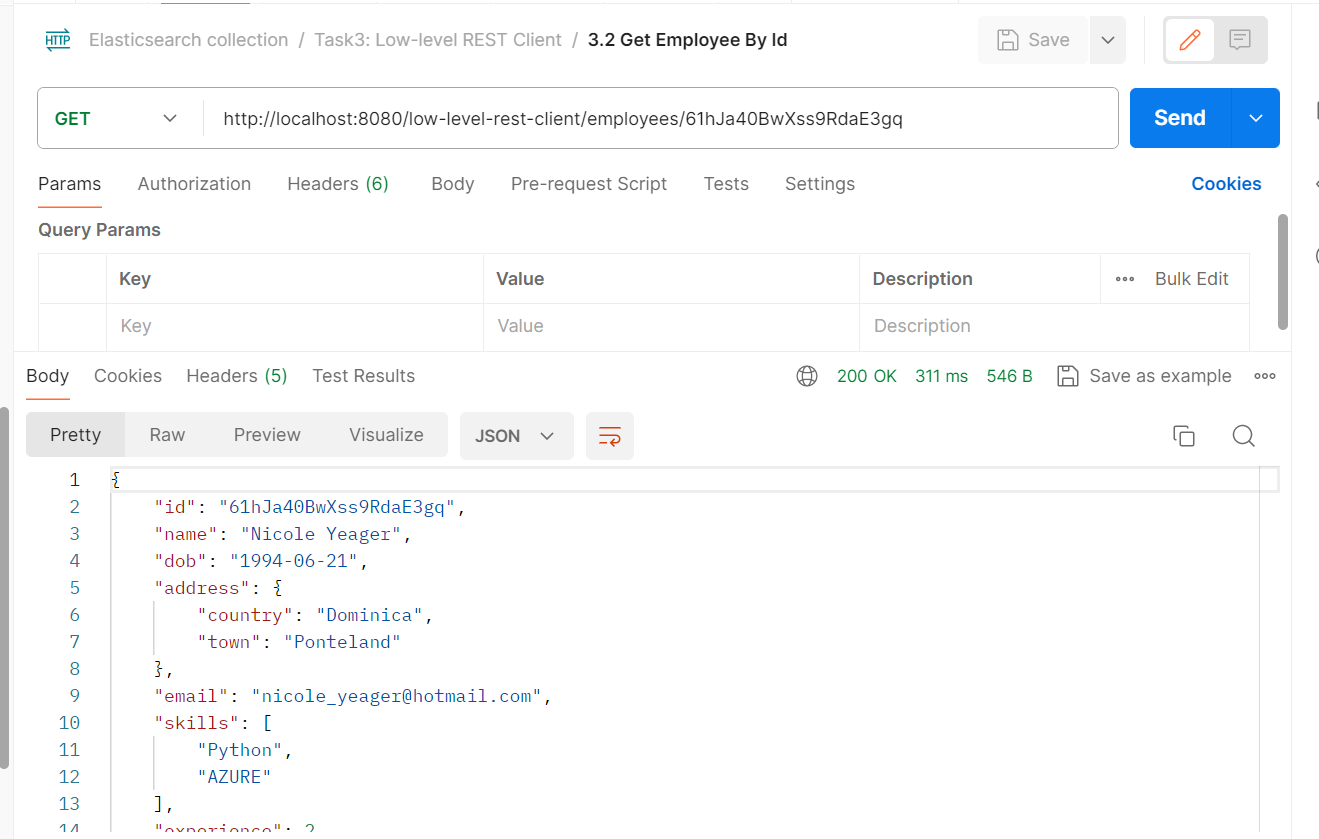 HTTP Elasticsearch collection / Task3: Low-level REST Client / 3.2 Get Employee By Id Save
GET http://localhost:8080/low-level-rest-client/employees/61hJa40BwXss9RdaE3gq Send
Params Authorization Headers (6) Body Pre-request Script Tests Settings Cookies
Query Params
Key Value Description Bulk Edit
Key Value Description
Body Cookies Headers (5) Test Results 200 OK 311 ms 546 B Save as example
Pretty Raw Preview Visualize JSON
1 {
2 "id": "61hJa40BwXss9RdaE3gq",
3 "name": "Nicole Yeager",
4 "dob": "1994-06-21",
5 "address": {
6 "country": "Dominica",
7 "town": "Ponteland"
8 },
9 "email": "nicole_yeager@hotmail.com",
10 "skills": [
11 "Python",
12 "AZURE"
13 ],
14 "experience": 2